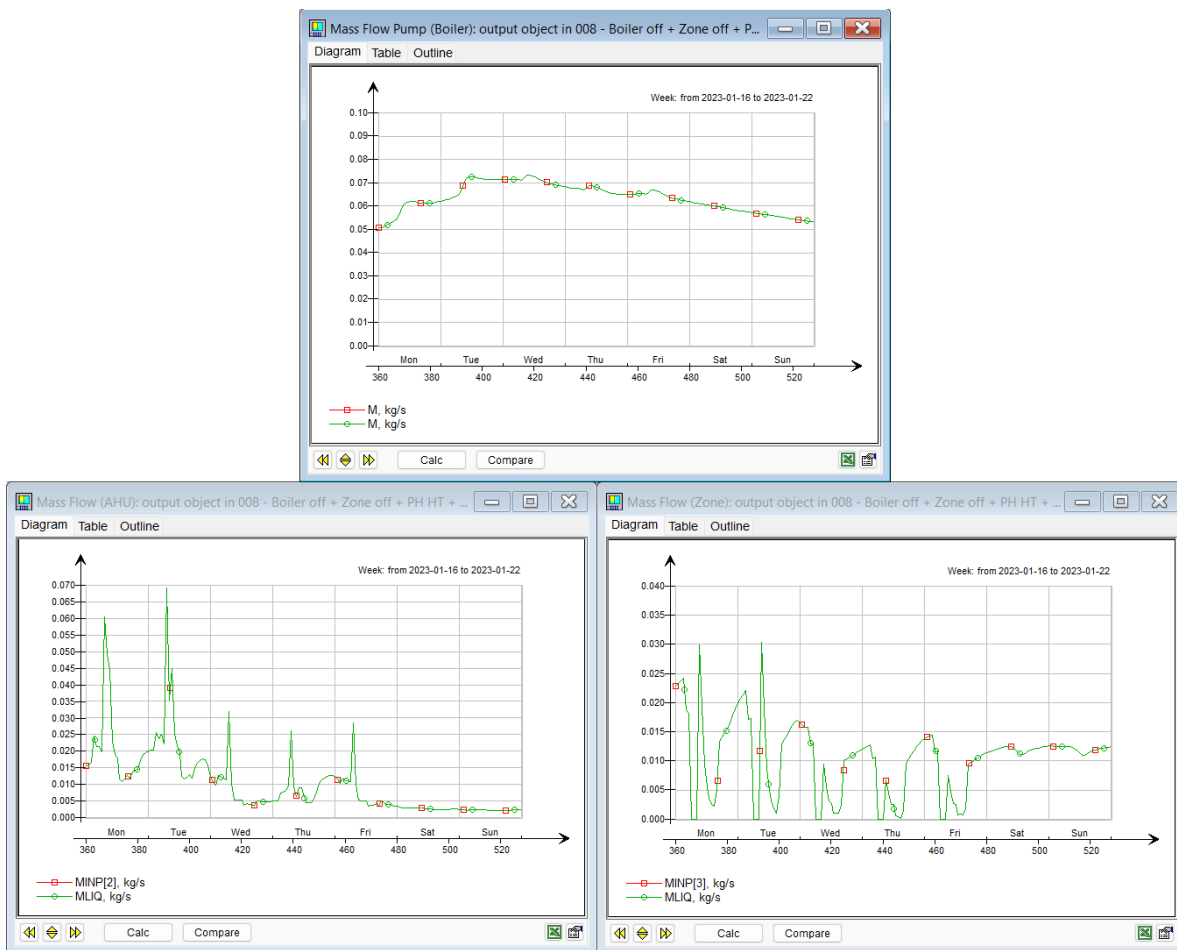 Mass Flow Pump (Boiler): output object in 008 - Boiler off + Zone off + P...
Diagram Table Outline
Week: from 2023-01-16 to 2023-01-22
0.10
0.09
0.08
0.07
0.06
0.05
0.04
0.03
0.02
0.01
0.00
Mon Tue Wed Thu Fri Sat Sun
360 380 400 420 440 460 480 500 520
M, kg/s
M, kg/s
Calc Compare
Mass Flow (AHU): output object in 008 - Boiler off + Zone off + PH HT + ...
Diagram Table Outline
Week: from 2023-01-16 to 2023-01-22
0.070
0.065
0.060
0.055
0.050
0.045
0.040
0.035
0.030
0.025
0.020
0.015
0.010
0.005
0.000
Mon Tue Wed Thu Fri Sat Sun
360 380 400 420 440 460 480 500 520
MINP[2], kg/s
MLIQ, kg/s
Calc Compare
Mass Flow (Zone): output object in 008 - Boiler off + Zone off + PH HT + ...
Diagram Table Outline
Week: from 2023-01-16 to 2023-01-22
0.040
0.035
0.030
0.025
0.020
0.015
0.010
0.005
0.000
Mon Tue Wed Thu Fri Sat Sun
360 380 400 420 440 460 480 500 520
MINP[3], kg/s
MLIQ, kg/s
Calc Compare